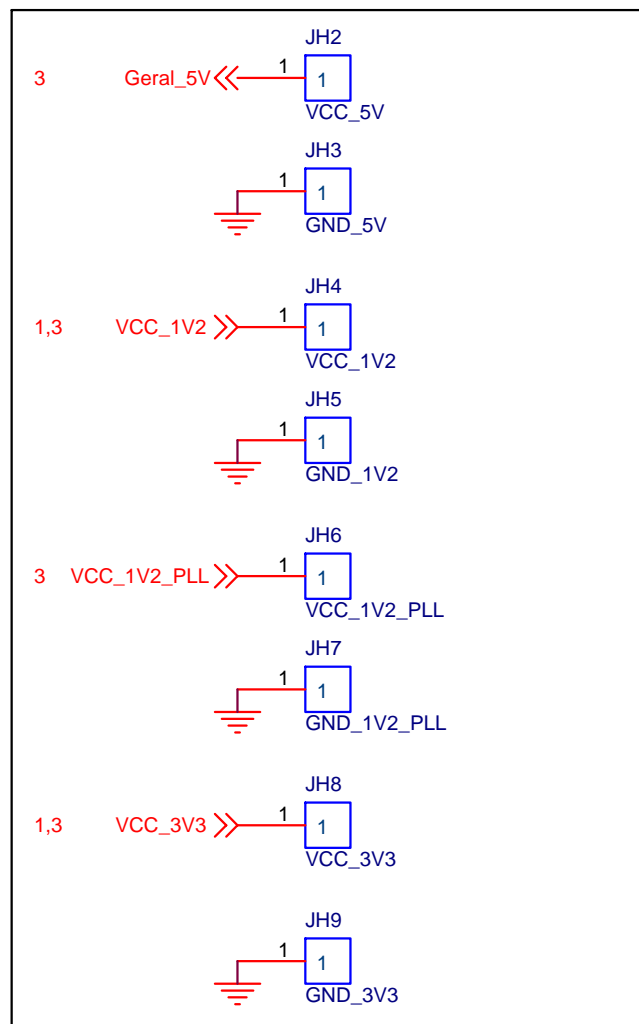 JH2
3 Geral_5V 1 1
VCC_5V
JH3
1 1
GND_5V
JH4
1,3 VCC_1V2 1 1
VCC_1V2
JH5
1 1
GND_1V2
JH6
3 VCC_1V2_PLL 1 1
VCC_1V2_PLL
JH7
1 1
GND_1V2_PLL
JH8
1,3 VCC_3V3 1 1
VCC_3V3
JH9
1 1
GND_3V3